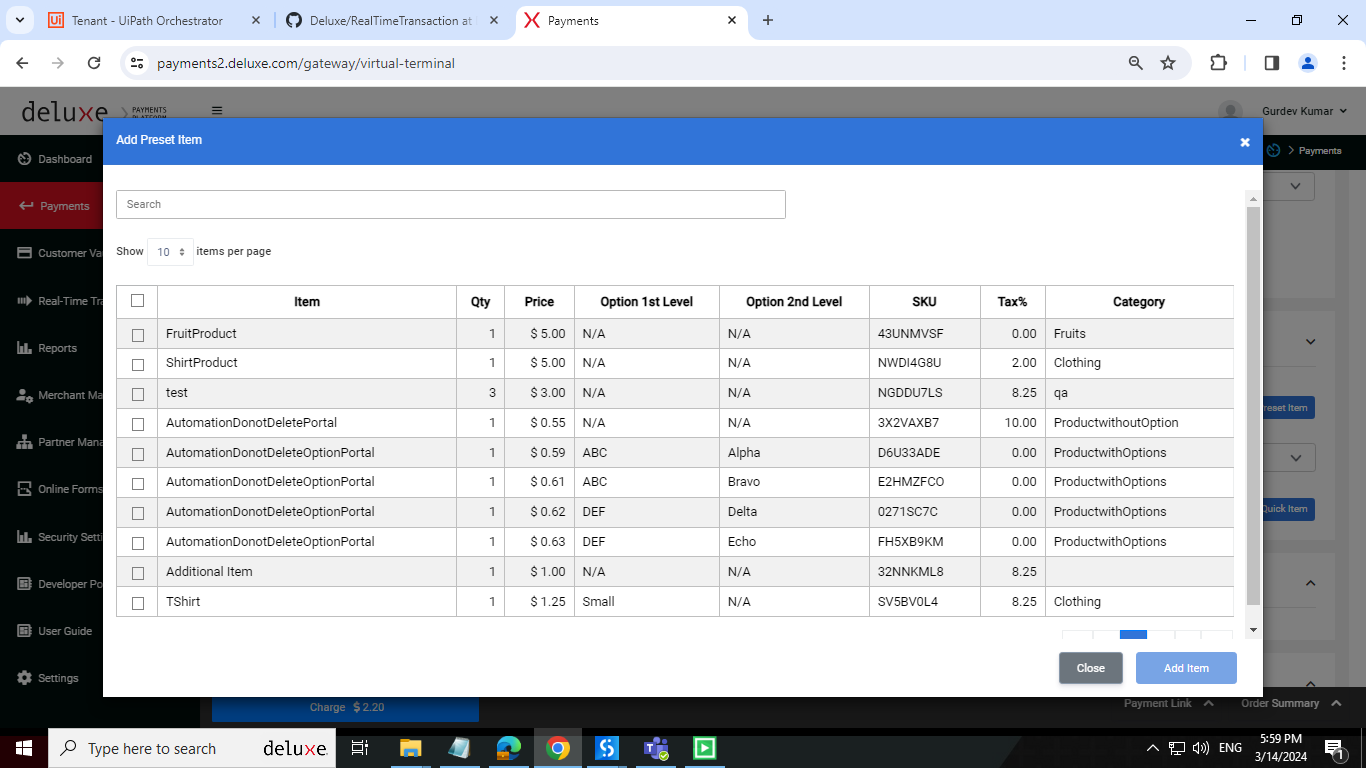 Tenant - UiPath Orchestrator
Deluxe/RealTimeTransaction at
Payments
payments2.deluxe.com/gateway/virtual-terminal
deluxe PAYMENTS PLATFORM
Gurdev Kumar
Add Preset Item
Dashboard
Payments
Payments
Search
Customer Va
Show 10 items per page
Real-Time Tra
Item Qty Price Option 1st Level Option 2nd Level SKU Tax% Category
FruitProduct 1 $ 5.00 N/A N/A 43UNMVSF 0.00 Fruits
Reports
ShirtProduct 1 $ 5.00 N/A N/A NWDI4G8U 2.00 Clothing
Merchant Ma
test 3 $ 3.00 N/A N/A NGDDU7LS 8.25 qa
reset Item
AutomationDonotDeletePortal 1 $ 0.55 N/A N/A 3X2VAXB7 10.00 ProductwithoutOption
Partner Mana
AutomationDonotDeleteOptionPortal 1 $ 0.59 ABC Alpha D6U33ADE 0.00 ProductwithOptions
AutomationDonotDeleteOptionPortal 1 $ 0.61 ABC Bravo E2HMZFCO 0.00 ProductwithOptions
Online Forms
AutomationDonotDeleteOptionPortal 1 $ 0.62 DEF Delta 0271SC7C 0.00 ProductwithOptions
Quick Item
Security Setti
AutomationDonotDeleteOptionPortal 1 $ 0.63 DEF Echo FH5XB9KM 0.00 ProductwithOptions
Additional Item 1 $ 1.00 N/A N/A 32NNKML8 8.25
Developer Po
TShirt 1 $ 1.25 Small N/A SV5BV0L4 8.25 Clothing
User Guide
Close
Add Item
Settings
Charge $ 2.20
Payment Link
Order Summary
Type here to search
deluxe.
ENG
5:59 PM
3/14/2024
1